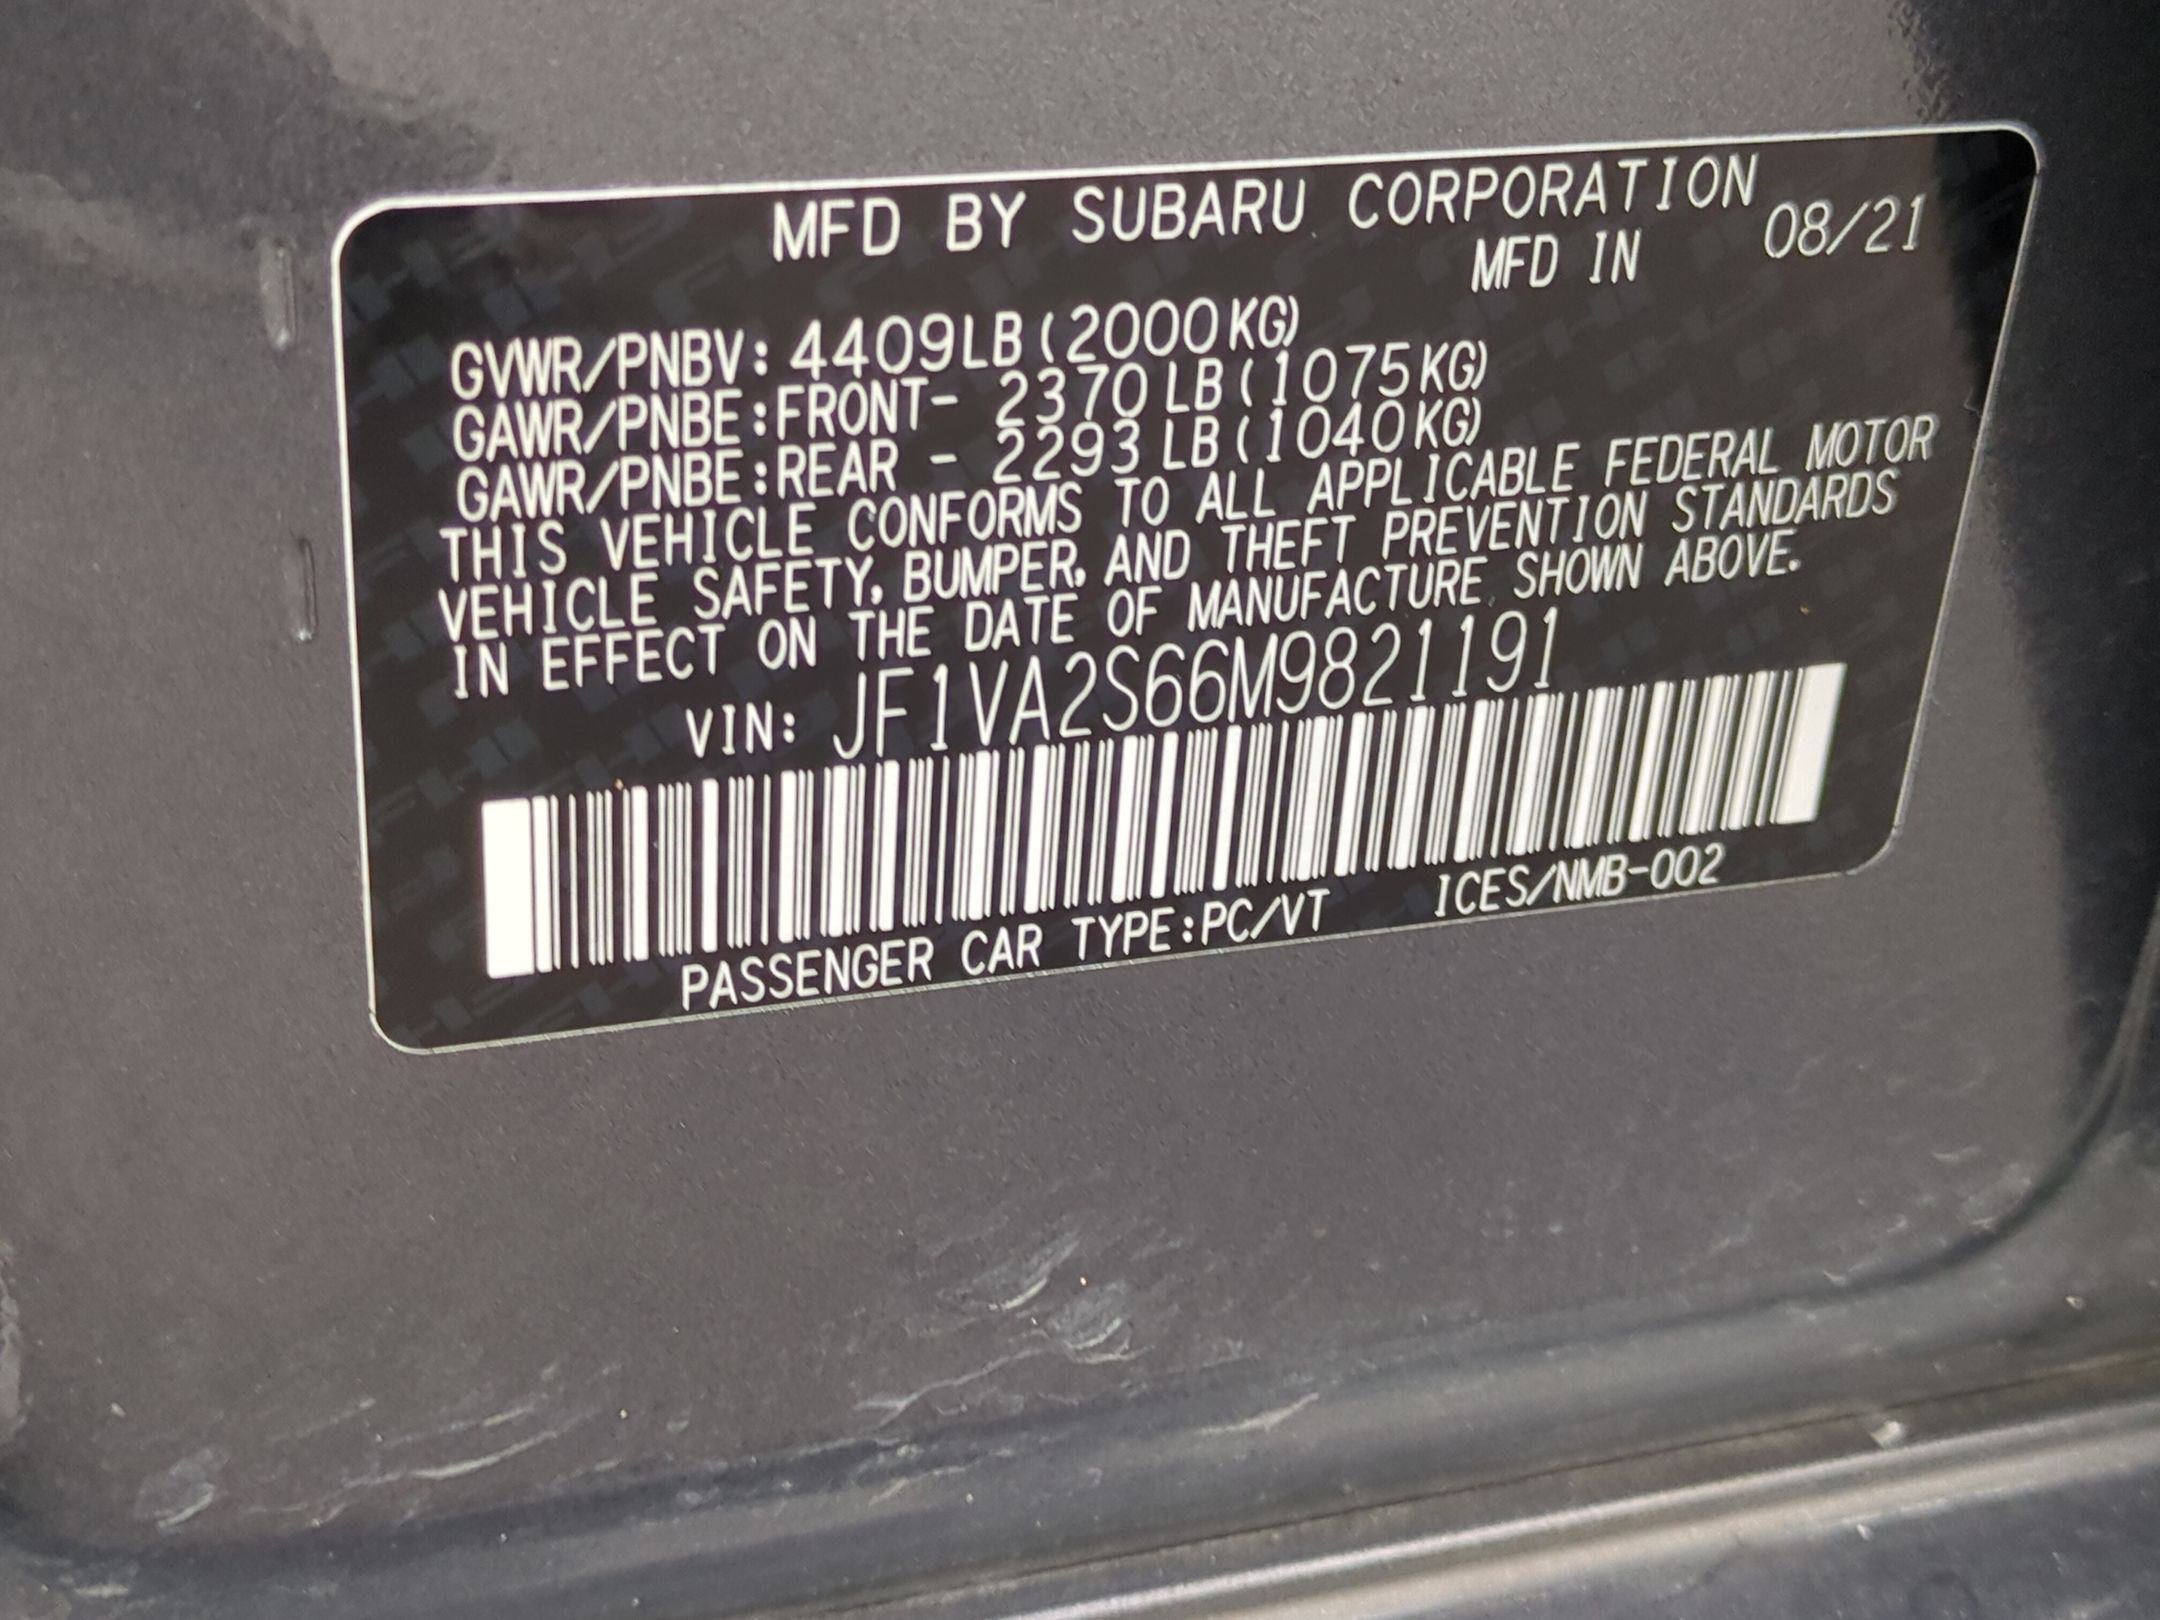 MFD BY SUBARU CORPORATION
MFD IN 08/21
GVWR/PNBV: 4409LB(2000KG)
GAWR/PNBE:FRONT- 2370LB(1075KG)
GAWR/PNBE:REAR - 2293LB(1040KG)
THIS VEHICLE CONFORMS TO ALL APPLICABLE FEDERAL MOTOR
VEHICLE SAFETY, BUMPER, AND THEFT PREVENTION STANDARDS
IN EFFECT ON THE DATE OF MANUFACTURE SHOWN ABOVE.
VIN: JF1VA2S66M9821191
PASSENGER CAR TYPE:PC/VT ICES/NMB-002